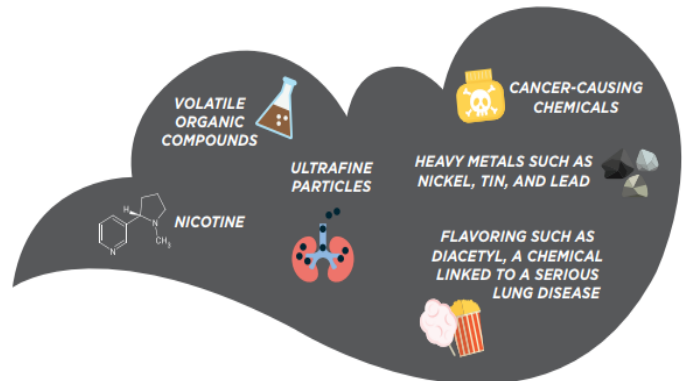 VOLATILE
ORGANIC
COMPOUNDS
CANCER-CAUSING
CHEMICALS
ULTRAFINE
PARTICLES
HEAVY METALS SUCH AS
NICKEL, TIN, AND LEAD
H
N
CH3
N
NICOTINE
FLAVORING SUCH AS
DIACETYL, A CHEMICAL
LINKED TO A SERIOUS
LUNG DISEASE